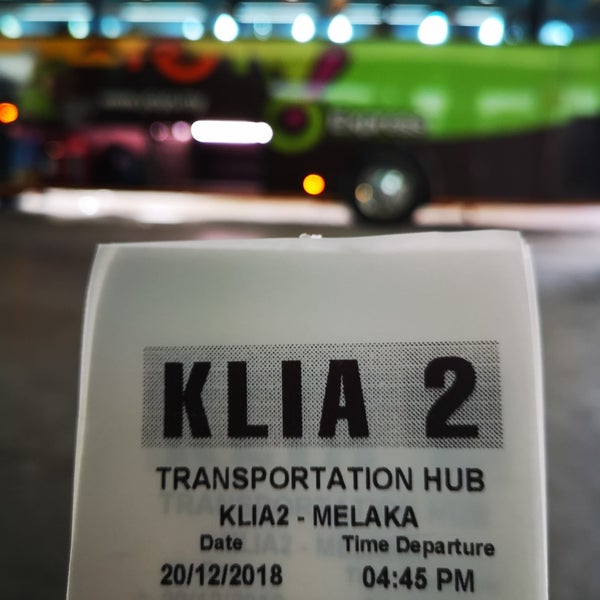 KLIA 2
TRANSPORTATION HUB
KLIA2 - MELAKA
Date Time Departure
20/12/2018 04:45 PM